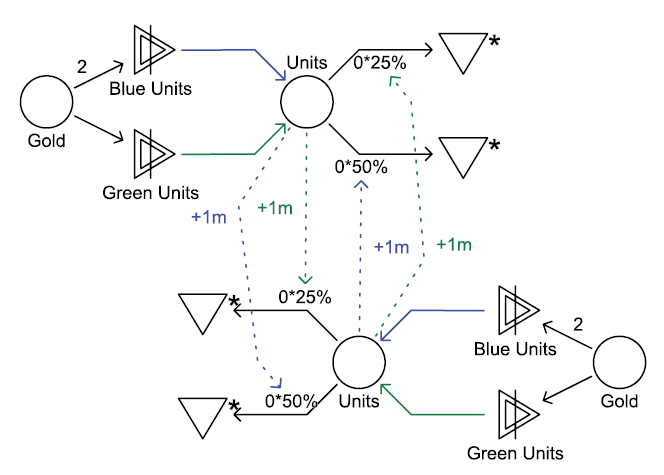 Units
*
2
0*25%
Blue Units
Gold
*
0*50%
Green Units
+1m
+1m
+1m
+1m
0*25%
*
2
Blue Units
0*50%
*
Units
Gold
Green Units